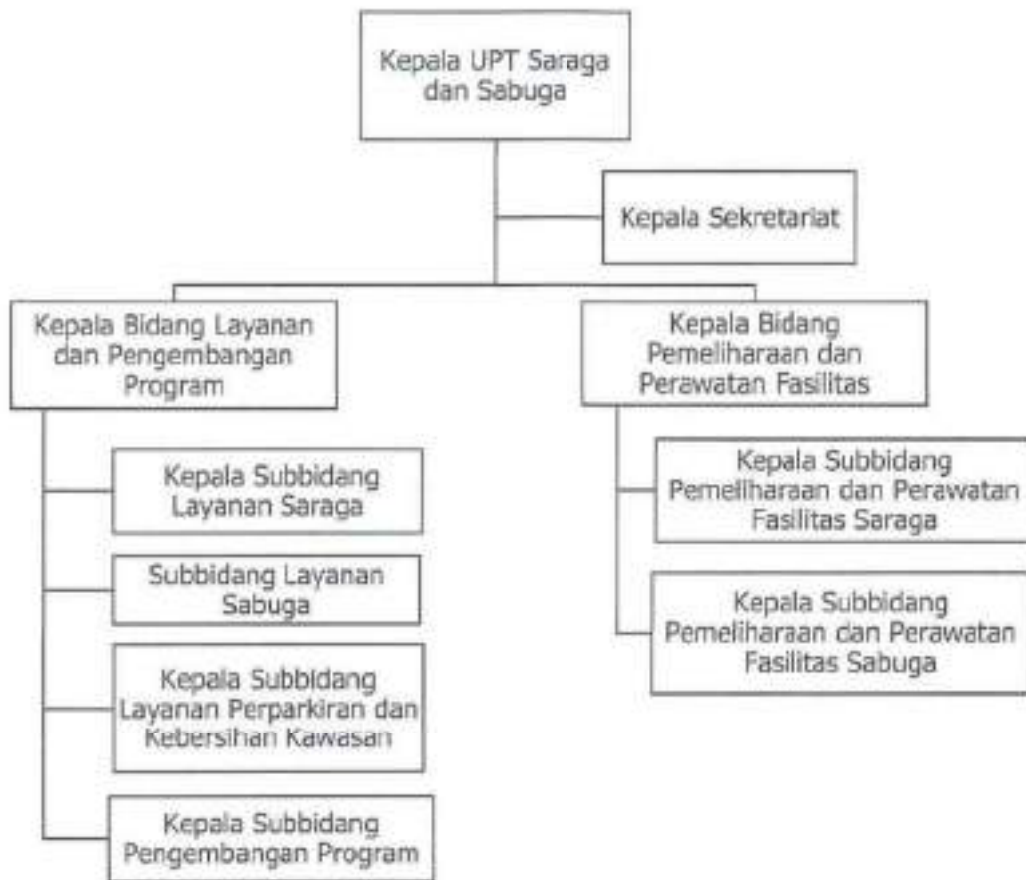 Kepala UPT Saraga
dan Sabuga
Kepala Sekretariat
Kepala Bidang Layanan
dan Pengembangan
Program
Kepala Bidang
Pemeliharaan dan
Perawatan Fasilitas
Kepala Subbidang
Layanan Saraga
Subbidang Layanan
Sabuga
Kepala Subbidang
Layanan Perparkiran dan
Kebersihan Kawasan
Kepala Subbidang
Pengembangan Program
Kepala Subbidang
Pemeliharaan dan Perawatan
Fasilitas Saraga
Kepala Subbidang
Pemeliharaan dan Perawatan
Fasilitas Sabuga